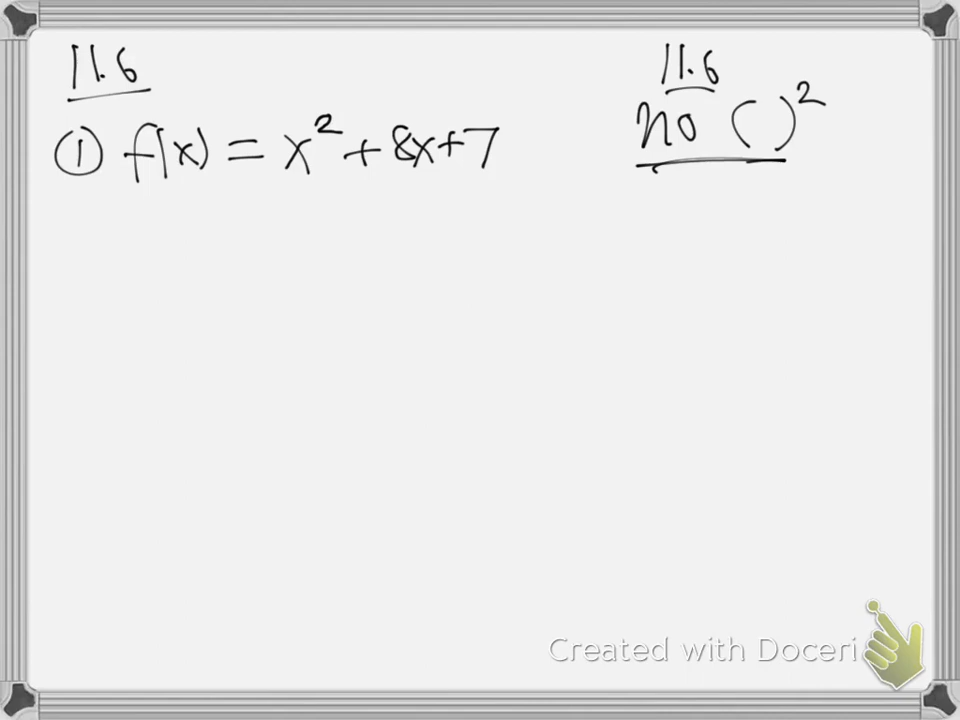 11.6
① f(x) = x² + 8x+7
11.6
no ( )²
Created with Doceri